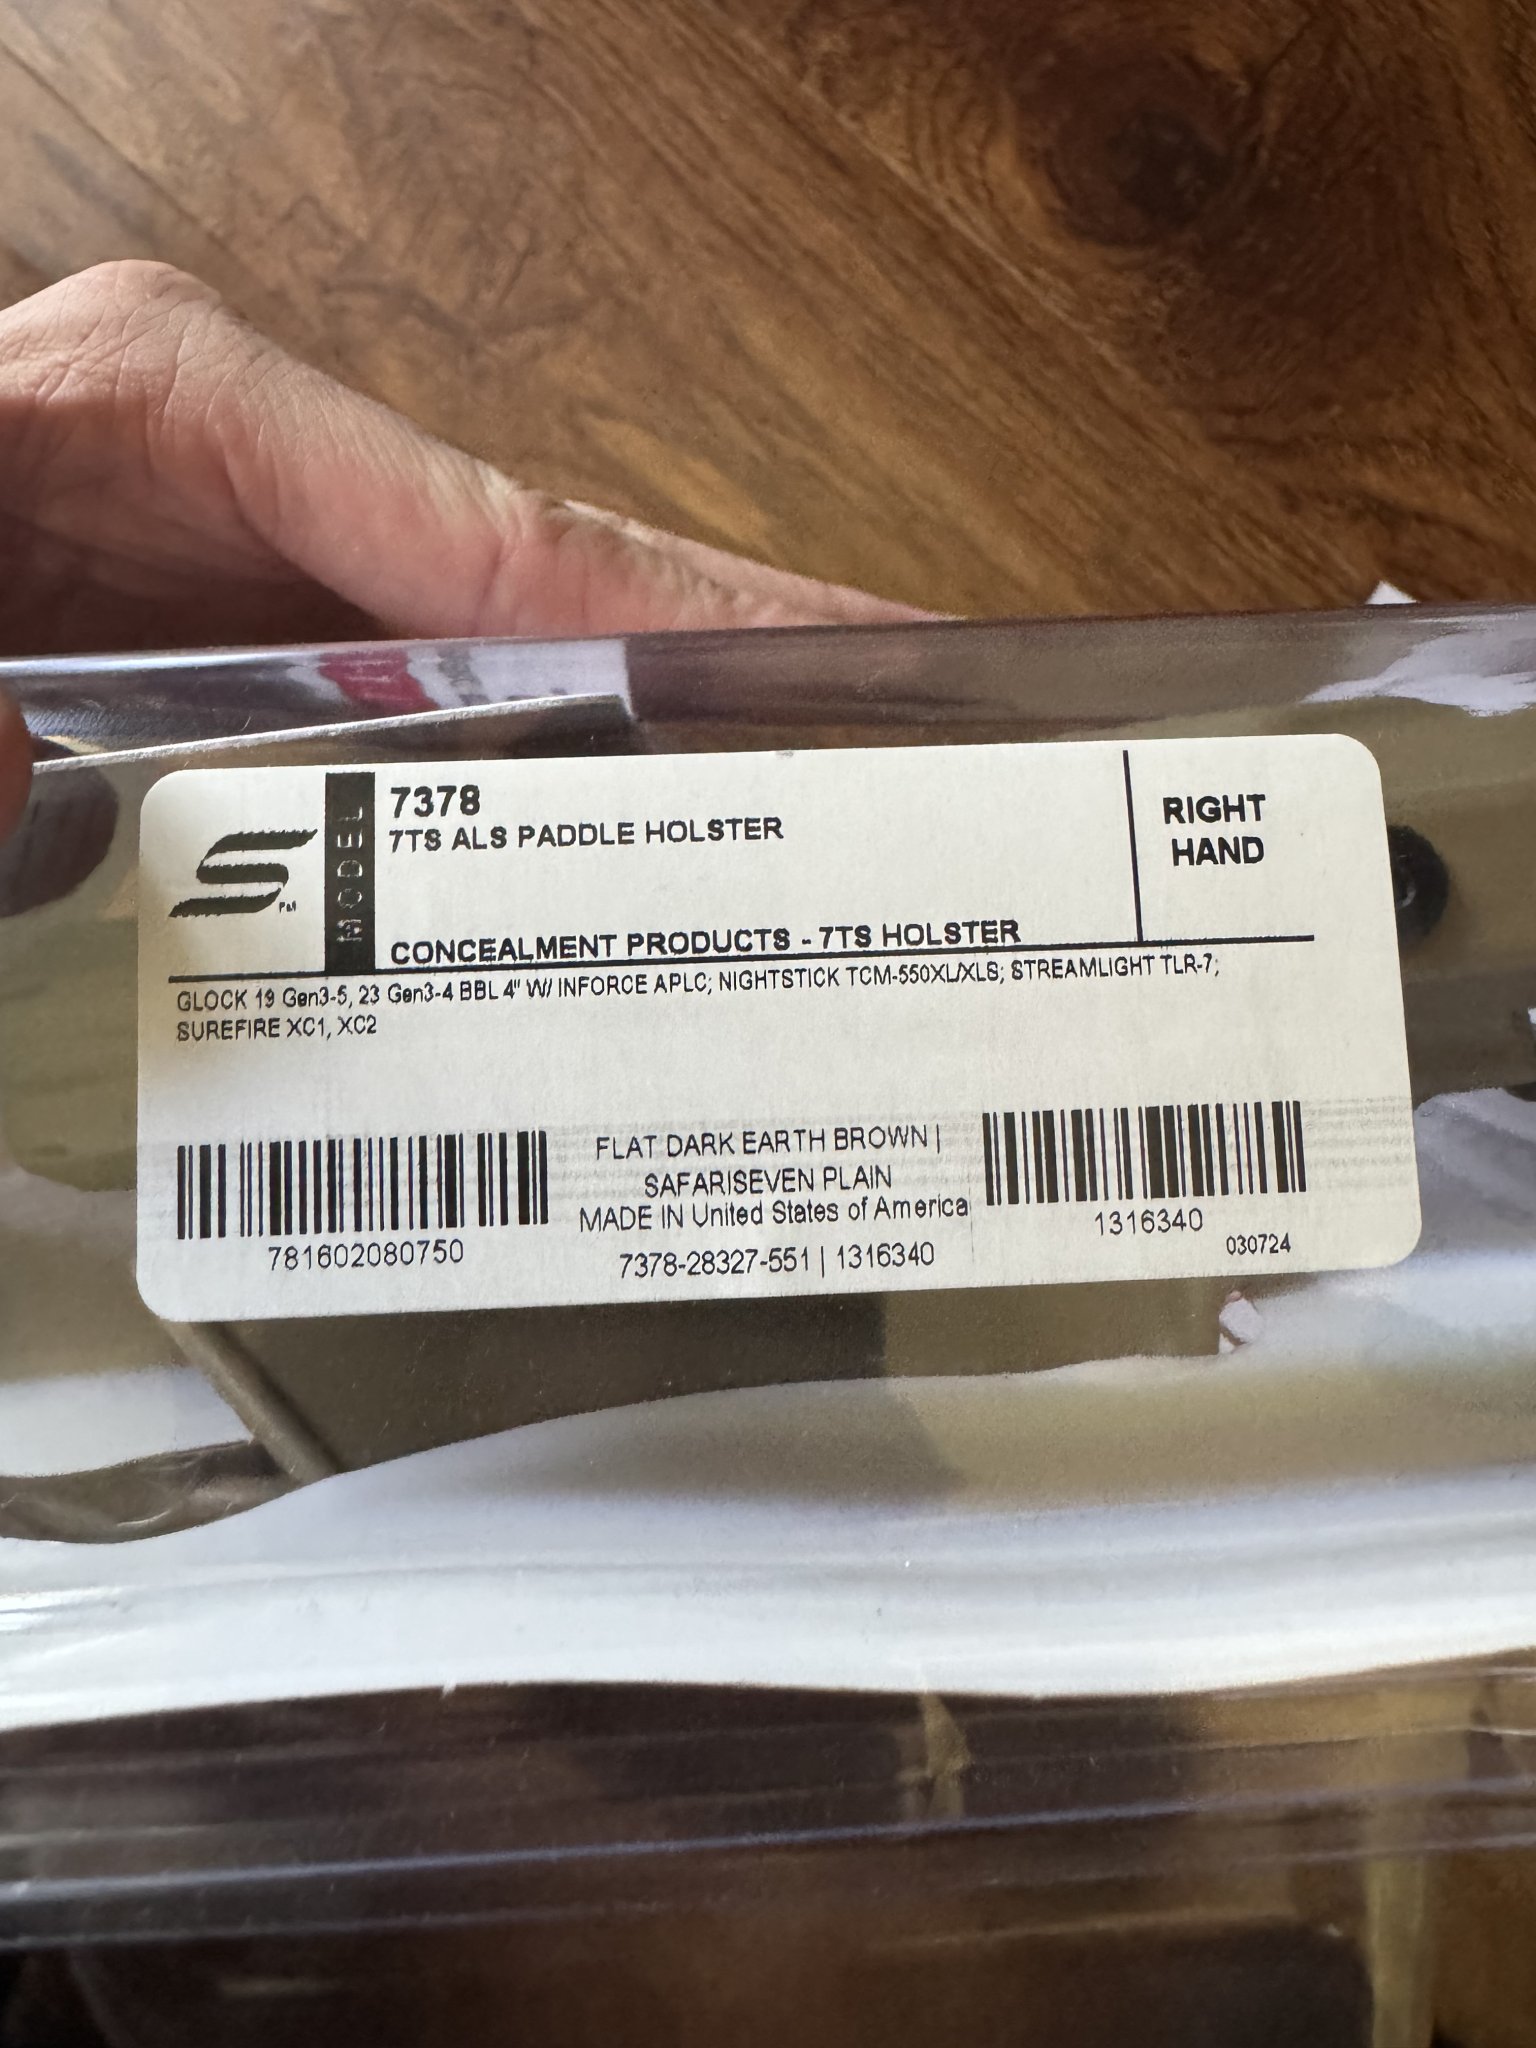 MODEL
7378
7TS ALS PADDLE HOLSTER
RIGHT
HAND
CONCEALMENT PRODUCTS - 7TS HOLSTER
GLOCK 19 Gen3-5, 23 Gen3-4 BBL 4" W/ INFORCE APLC; NIGHTSTICK TCM-550XL/XLS; STREAMLIGHT TLR-7;
SUREFIRE XC1, XC2
FLAT DARK EARTH BROWN |
SAFARISEVEN PLAIN
MADE IN United States of America
7378-28327-551 | 1316340
781602080750
1316340
030724